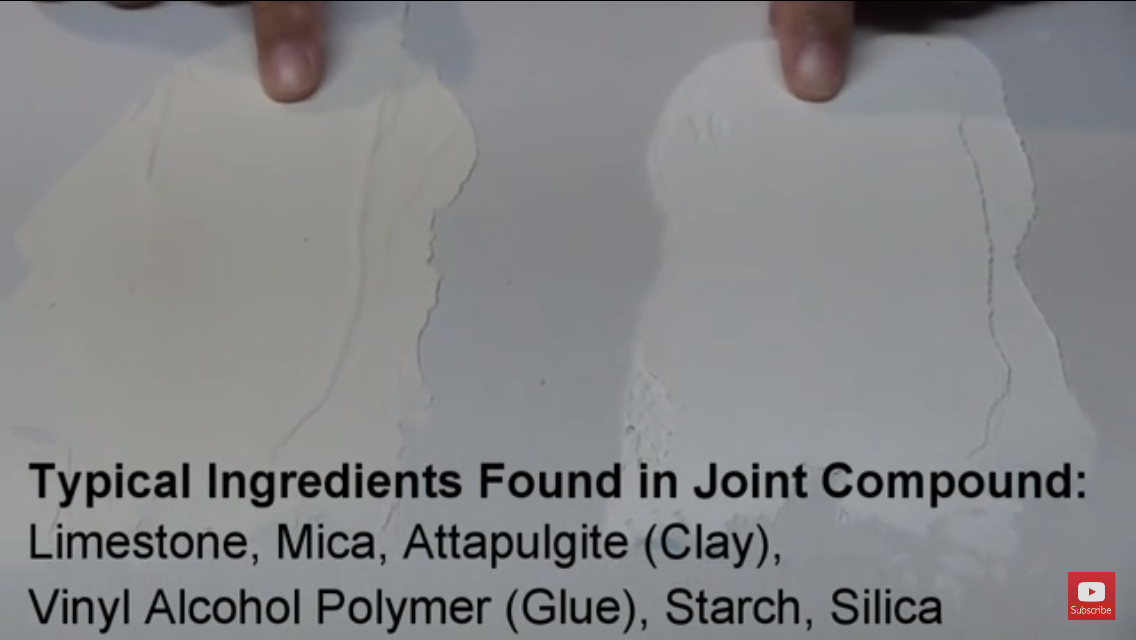 Typical Ingredients Found in Joint Compound:
Limestone, Mica, Attapulgite (Clay),
Vinyl Alcohol Polymer (Glue), Starch, Silica
Subscribe